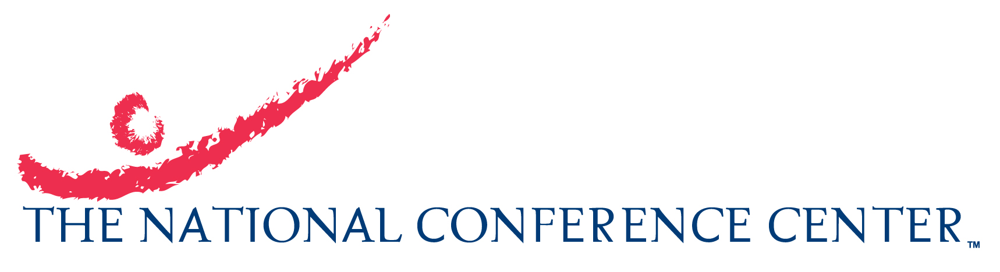 THE NATIONAL CONFERENCE CENTER™